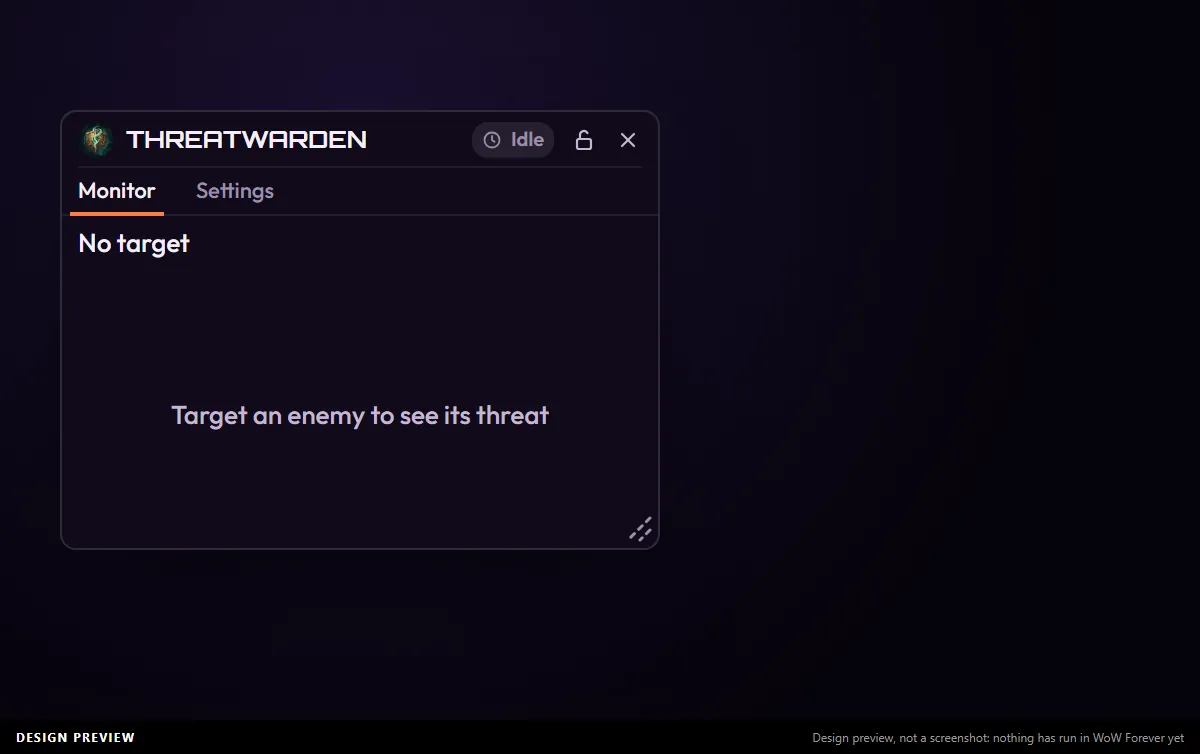 THREATWARDEN
Idle
Monitor
Settings
No target
Target an enemy to see its threat
DESIGN PREVIEW
Design preview, not a screenshot: nothing has run in WoW Forever yet